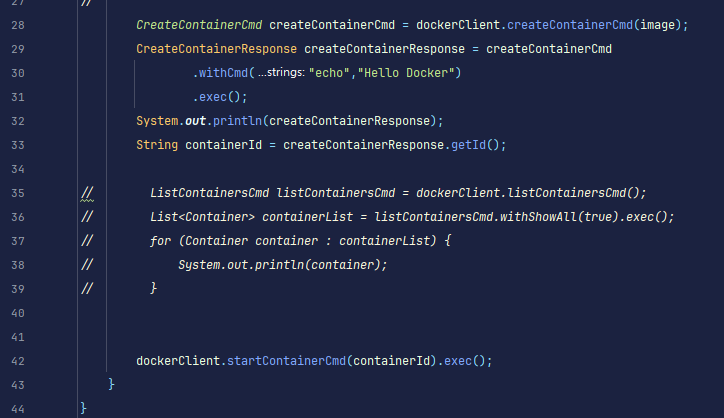 27 //
28 CreateContainerCmd createContainerCmd = dockerClient.createContainerCmd(image);
29 CreateContainerResponse createContainerResponse = createContainerCmd
30 .withCmd( ...strings: "echo","Hello Docker")
31 .exec();
32 System.out.println(createContainerResponse);
33 String containerId = createContainerResponse.getId();
34
35 // ListContainersCmd listContainersCmd = dockerClient.listContainersCmd();
36 // List<Container> containerList = listContainersCmd.withShowAll(true).exec();
37 // for (Container container : containerList) {
38 // System.out.println(container);
39 // }
40
41
42 dockerClient.startContainerCmd(containerId).exec();
43 }
44 }